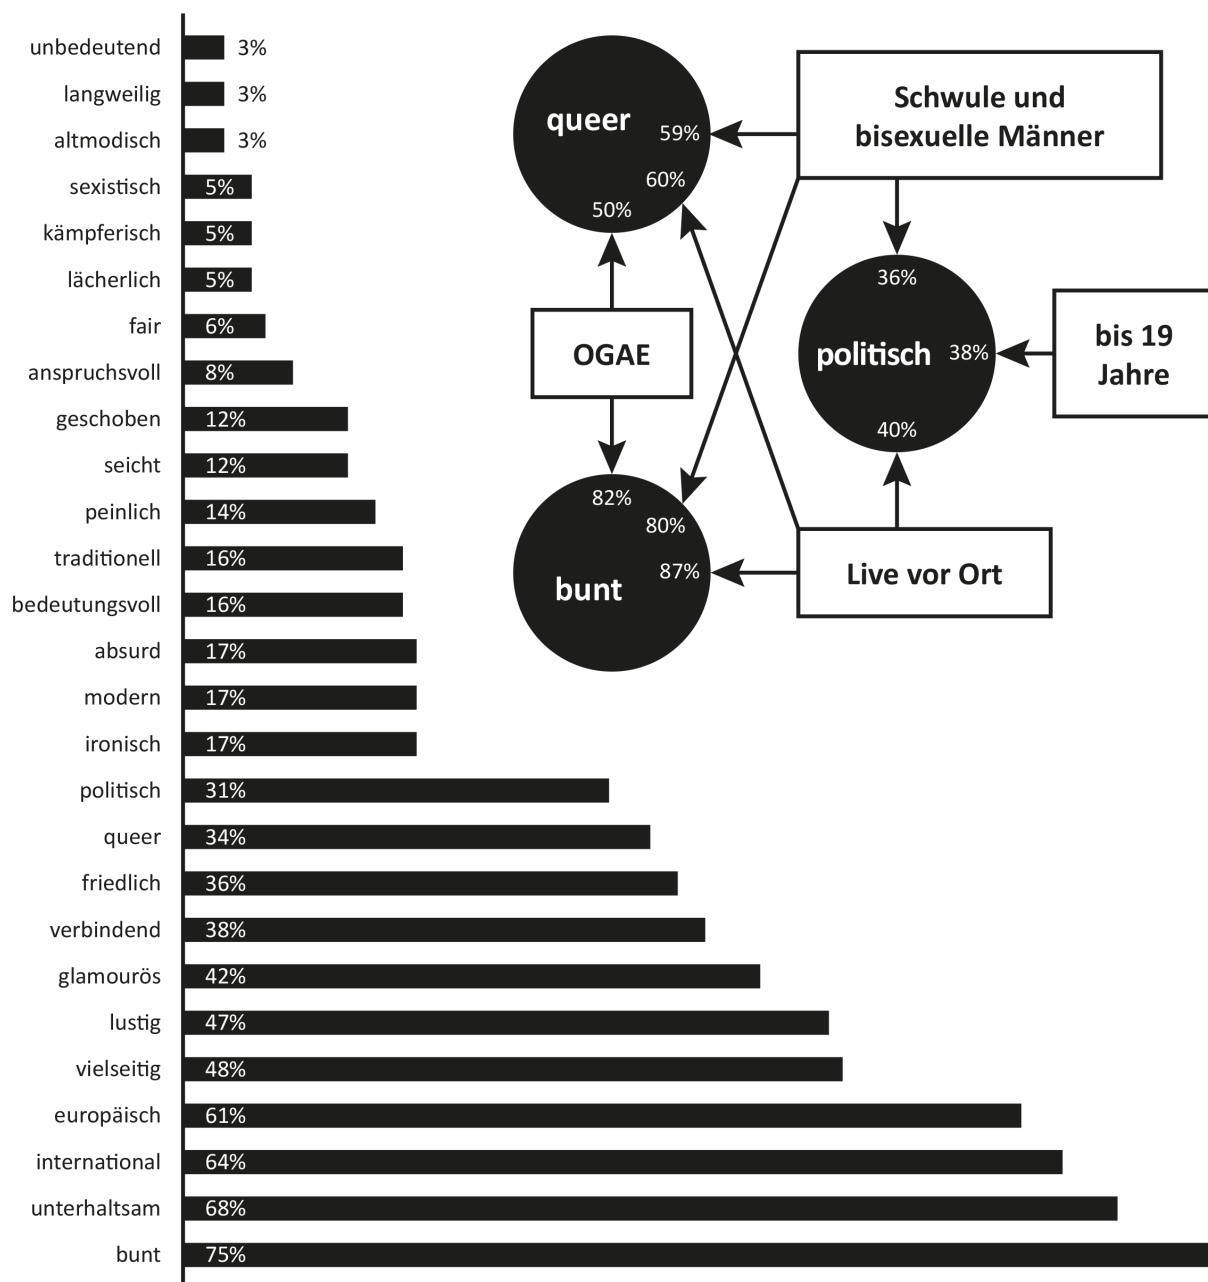 unbedeutend 3%
langweilig 3%
altmodisch 3%
sexistisch 5%
kämpferisch 5%
lächerlich 5%
fair 6%
anspruchsvoll 8%
geschoben 12%
seicht 12%
peinlich 14%
traditionell 16%
bedeutungsvoll 16%
absurd 17%
modern 17%
ironisch 17%
politisch 31%
queer 34%
friedlich 36%
verbindend 38%
glamourös 42%
lustig 47%
vielseitig 48%
europäisch 61%
international 64%
unterhaltsam 68%
bunt 75%
queer 59%
60%
50%
Schwule und
bisexuelle Männer
36%
politisch 38%
40%
bis 19
Jahre
OGAE
82%
80%
87%
bunt
Live vor Ort